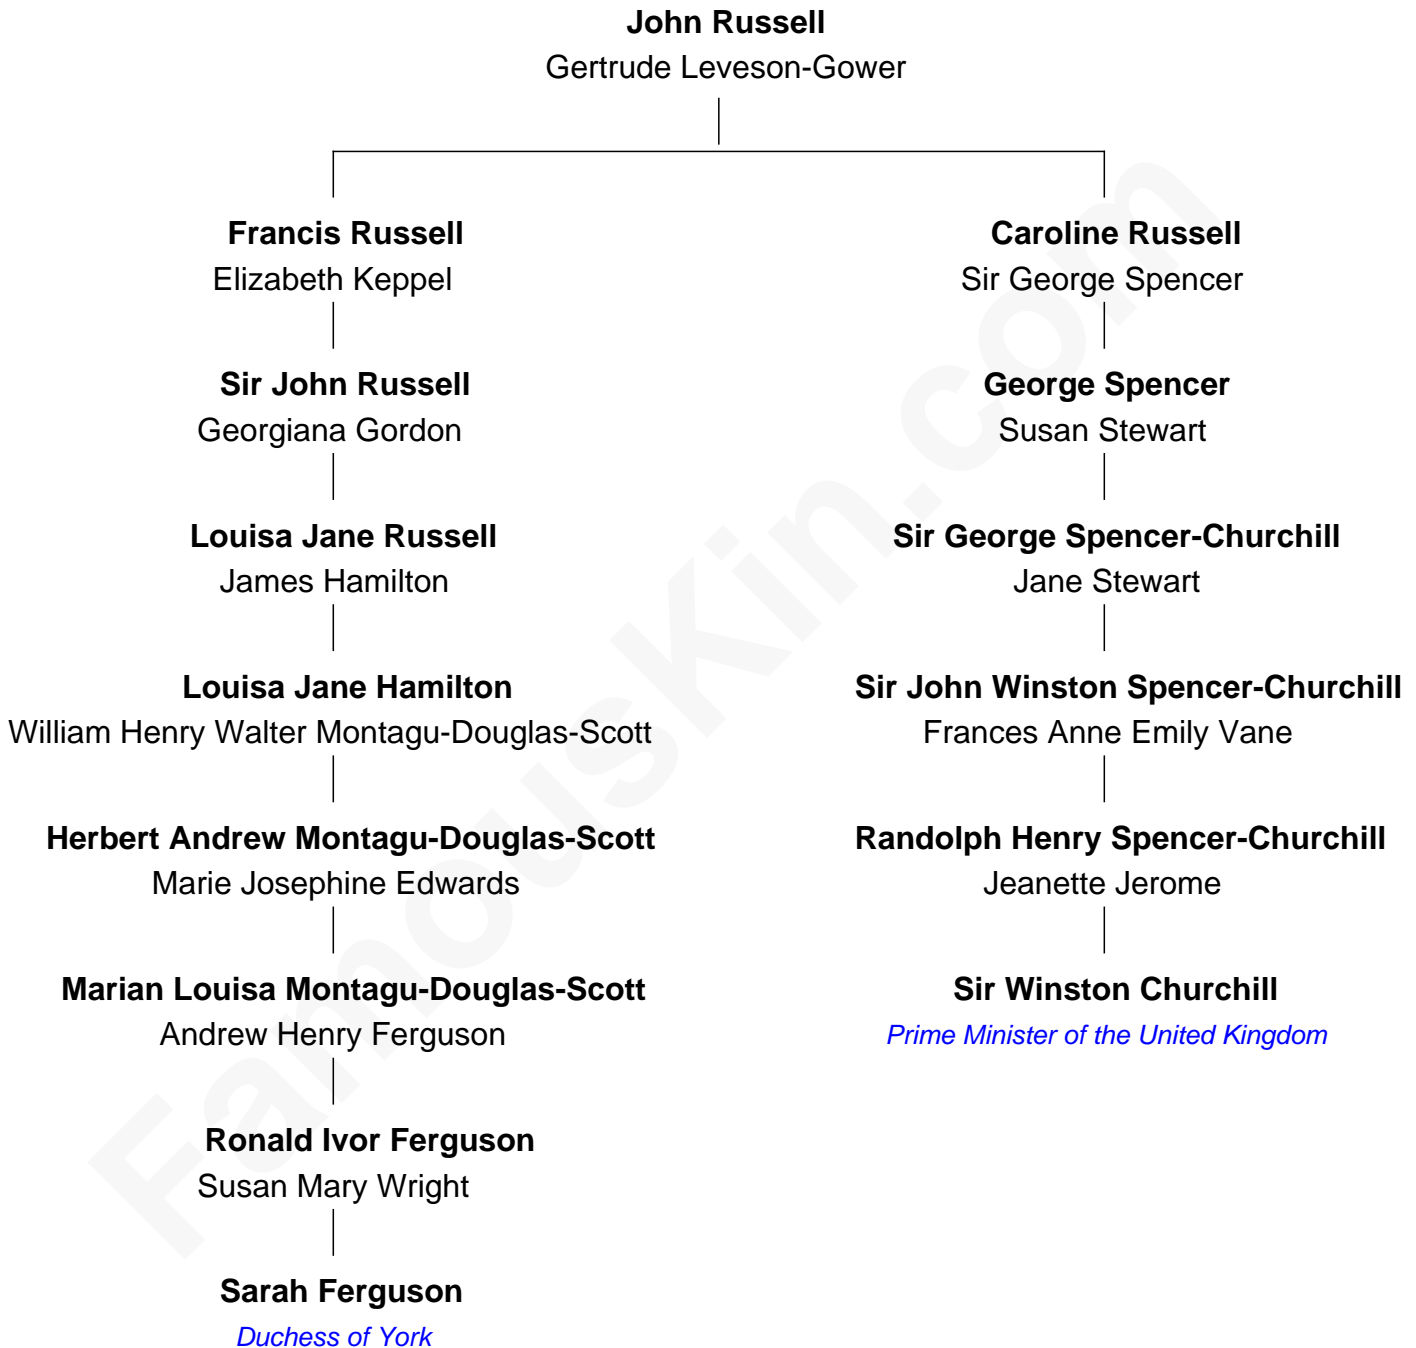 John Russell
Gertrude Leveson-Gower
Francis Russell
Elizabeth Keppel
Caroline Russell
Sir George Spencer
Sir John Russell
Georgiana Gordon
George Spencer
Susan Stewart
Louisa Jane Russell
James Hamilton
Sir George Spencer-Churchill
Jane Stewart
Louisa Jane Hamilton
William Henry Walter Montagu-Douglas-Scott
Sir John Winston Spencer-Churchill
Frances Anne Emily Vane
Herbert Andrew Montagu-Douglas-Scott
Marie Josephine Edwards
Randolph Henry Spencer-Churchill
Jeanette Jerome
Marian Louisa Montagu-Douglas-Scott
Andrew Henry Ferguson
Sir Winston Churchill
Prime Minister of the United Kingdom
Ronald Ivor Ferguson
Susan Mary Wright
Sarah Ferguson
Duchess of York
FamousKin.com